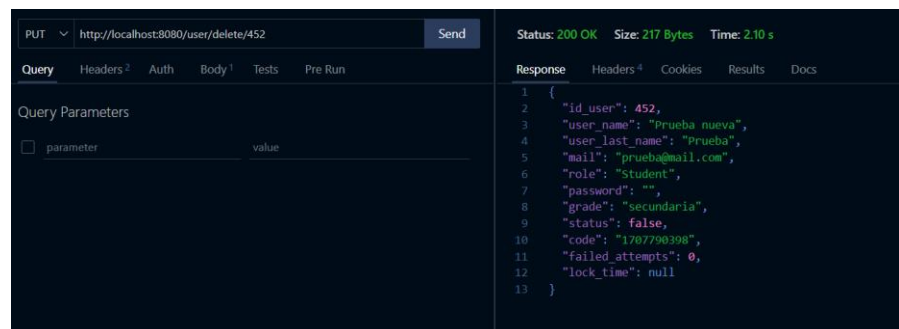 PUT http://localhost:8080/user/delete/452 Send
Query Headers 2 Auth Body 1 Tests Pre Run
Query Parameters
parameter value
Status: 200 OK Size: 217 Bytes Time: 2.10 s
Response Headers 4 Cookies Results Docs
1 {
2 "id_user": 452,
3 "user_name": "Prueba nueva",
4 "user_last_name": "Prueba",
5 "mail": "prueba@mail.com",
6 "role": "Student",
7 "password": "",
8 "grade": "secundaria",
9 "status": false,
10 "code": "1707790398",
11 "failed_attempts": 0,
12 "lock_time": null
13 }